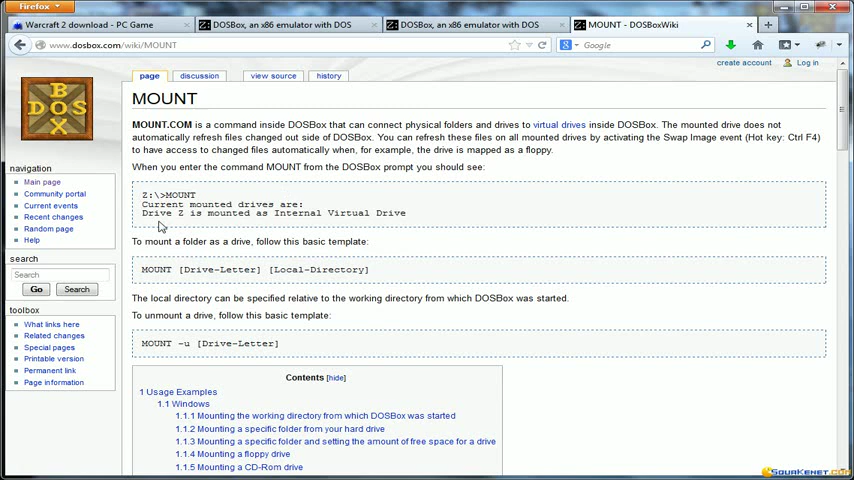 Firefox
Warcraft 2 download - PC Game
DOSBox, an x86 emulator with DOS
DOSBox, an x86 emulator with DOS
MOUNT - DOSBoxWiki
www.dosbox.com/wiki/MOUNT
Google
create account
Log in
page
discussion
view source
history
DOS
BOX
MOUNT
MOUNT.COM is a command inside DOSBox that can connect physical folders and drives to virtual drives inside DOSBox. The mounted drive does not
automatically refresh files changed out side of DOSBox. You can refresh these files on all mounted drives by activating the Swap Image event (Hot key: Ctrl F4)
to have access to changed files automatically when, for example, the drive is mapped as a floppy.
When you enter the command MOUNT from the DOSBox prompt you should see:
Z:\>MOUNT
Current mounted drives are:
Drive Z is mounted as Internal Virtual Drive
To mount a folder as a drive, follow this basic template:
MOUNT [Drive-Letter] [Local-Directory]
The local directory can be specified relative to the working directory from which DOSBox was started.
To unmount a drive, follow this basic template:
MOUNT -u [Drive-Letter]
Contents [hide]
1 Usage Examples
1.1 Windows
1.1.1 Mounting the working directory from which DOSBox was started
1.1.2 Mounting a specific folder from your hard drive
1.1.3 Mounting a specific folder and setting the amount of free space for a drive
1.1.4 Mounting a floppy drive
1.1.5 Mounting a CD-Rom drive
navigation
Main page
Community portal
Current events
Recent changes
Random page
Help
search
Search
Go
Search
toolbox
What links here
Related changes
Special pages
Printable version
Permanent link
Page information
SquaKenet.com